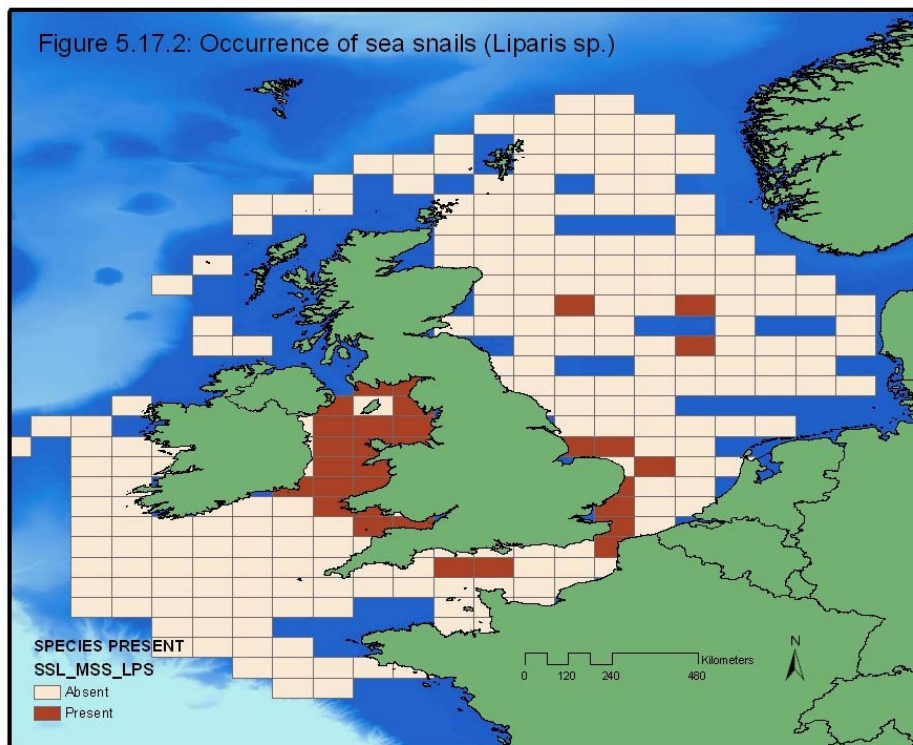 Figure 5.17.2: Occurrence of sea snails (Liparis sp.)
SPECIES PRESENT
SSL_MSS_LPS
Absent
Present
Kilometers
0 120 240 480
N